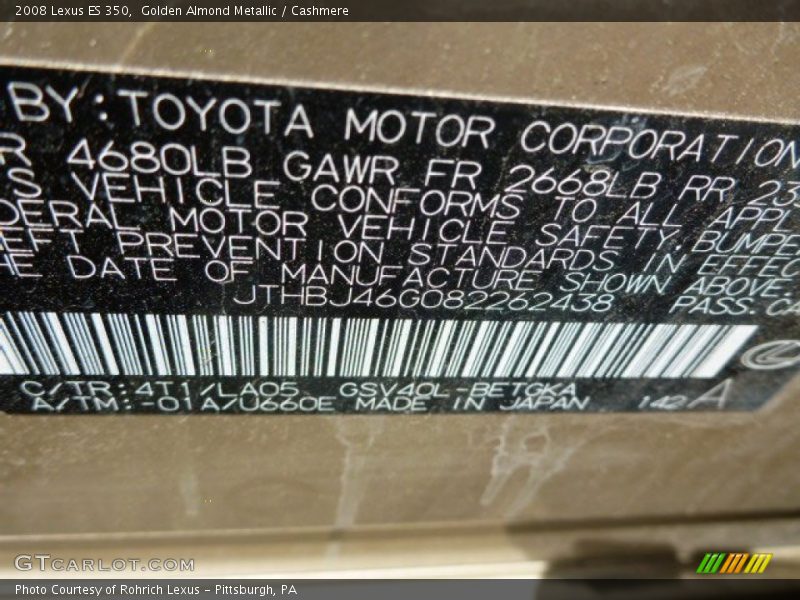 2008 Lexus ES 350, Golden Almond Metallic / Cashmere
BY: TOYOTA MOTOR CORPORATION
R 4680LB GAWR FR 2668LB RR 23
S VEHICLE CONFORMS TO ALL APPL
DERAL MOTOR VEHICLE SAFETY, BUMPE
EFT PREVENTION STANDARDS IN EFFEC
HE DATE OF MANUFACTURE SHOWN ABOVE
JTHBJ46G082262438 PASS. CA
C/TR: 4T1/LA05 GSV40L-BETGKA
A/TM: -01A/U660E MADE IN JAPAN 142 A
GTCARLOT.COM
Photo Courtesy of Rohrich Lexus - Pittsburgh, PA